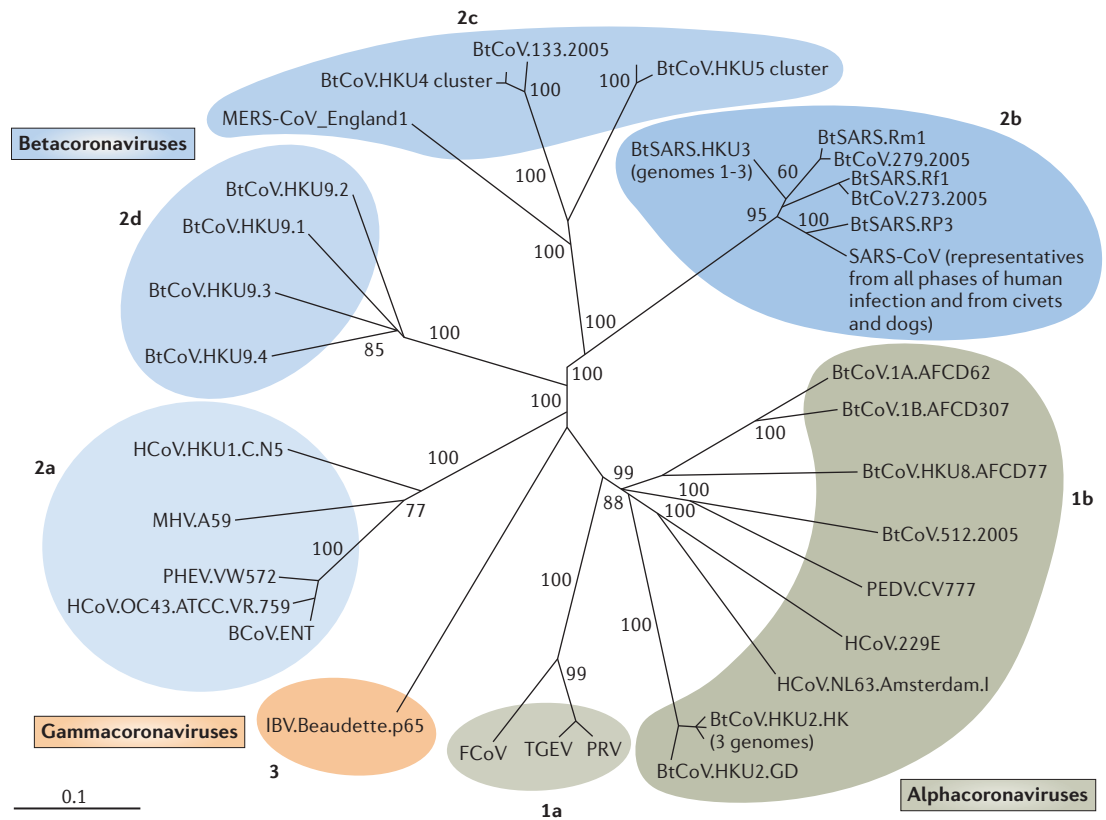 2c
BtCoV.133.2005
BtCoV.HKU4 cluster
100
100
BtCoV.HKU5 cluster
MERS-CoV_England1
Betacoronaviruses
100
100
2b
BtSARS.HKU3
(genomes 1-3)
60
BtSARS.Rm1
BtCoV.279.2005
BtSARS.Rf1
BtCoV.273.2005
95
100
BtSARS.RP3
SARS-CoV (representatives
from all phases of human
infection and from civets
and dogs)
2d
BtCoV.HKU9.2
BtCoV.HKU9.1
BtCoV.HKU9.3
BtCoV.HKU9.4
85
100
100
100
100
2a
HCoV.HKU1.C.N5
100
MHV.A59
77
100
PHEV.VW572
HCoV.OC43.ATCC.VR.759
BCoV.ENT
BtCoV.1A.AFCD62
BtCoV.1B.AFCD307
100
99
BtCoV.HKU8.AFCD77
1b
88
100
100
BtCoV.512.2005
PEDV.CV777
HCoV.229E
HCoV.NL63.Amsterdam.I
100
BtCoV.HKU2.HK
(3 genomes)
BtCoV.HKU2.GD
Alphacoronaviruses
100
99
FCoV
TGEV
PRV
1a
Gammacoronaviruses
IBV.Beaudette.p65
3
0.1